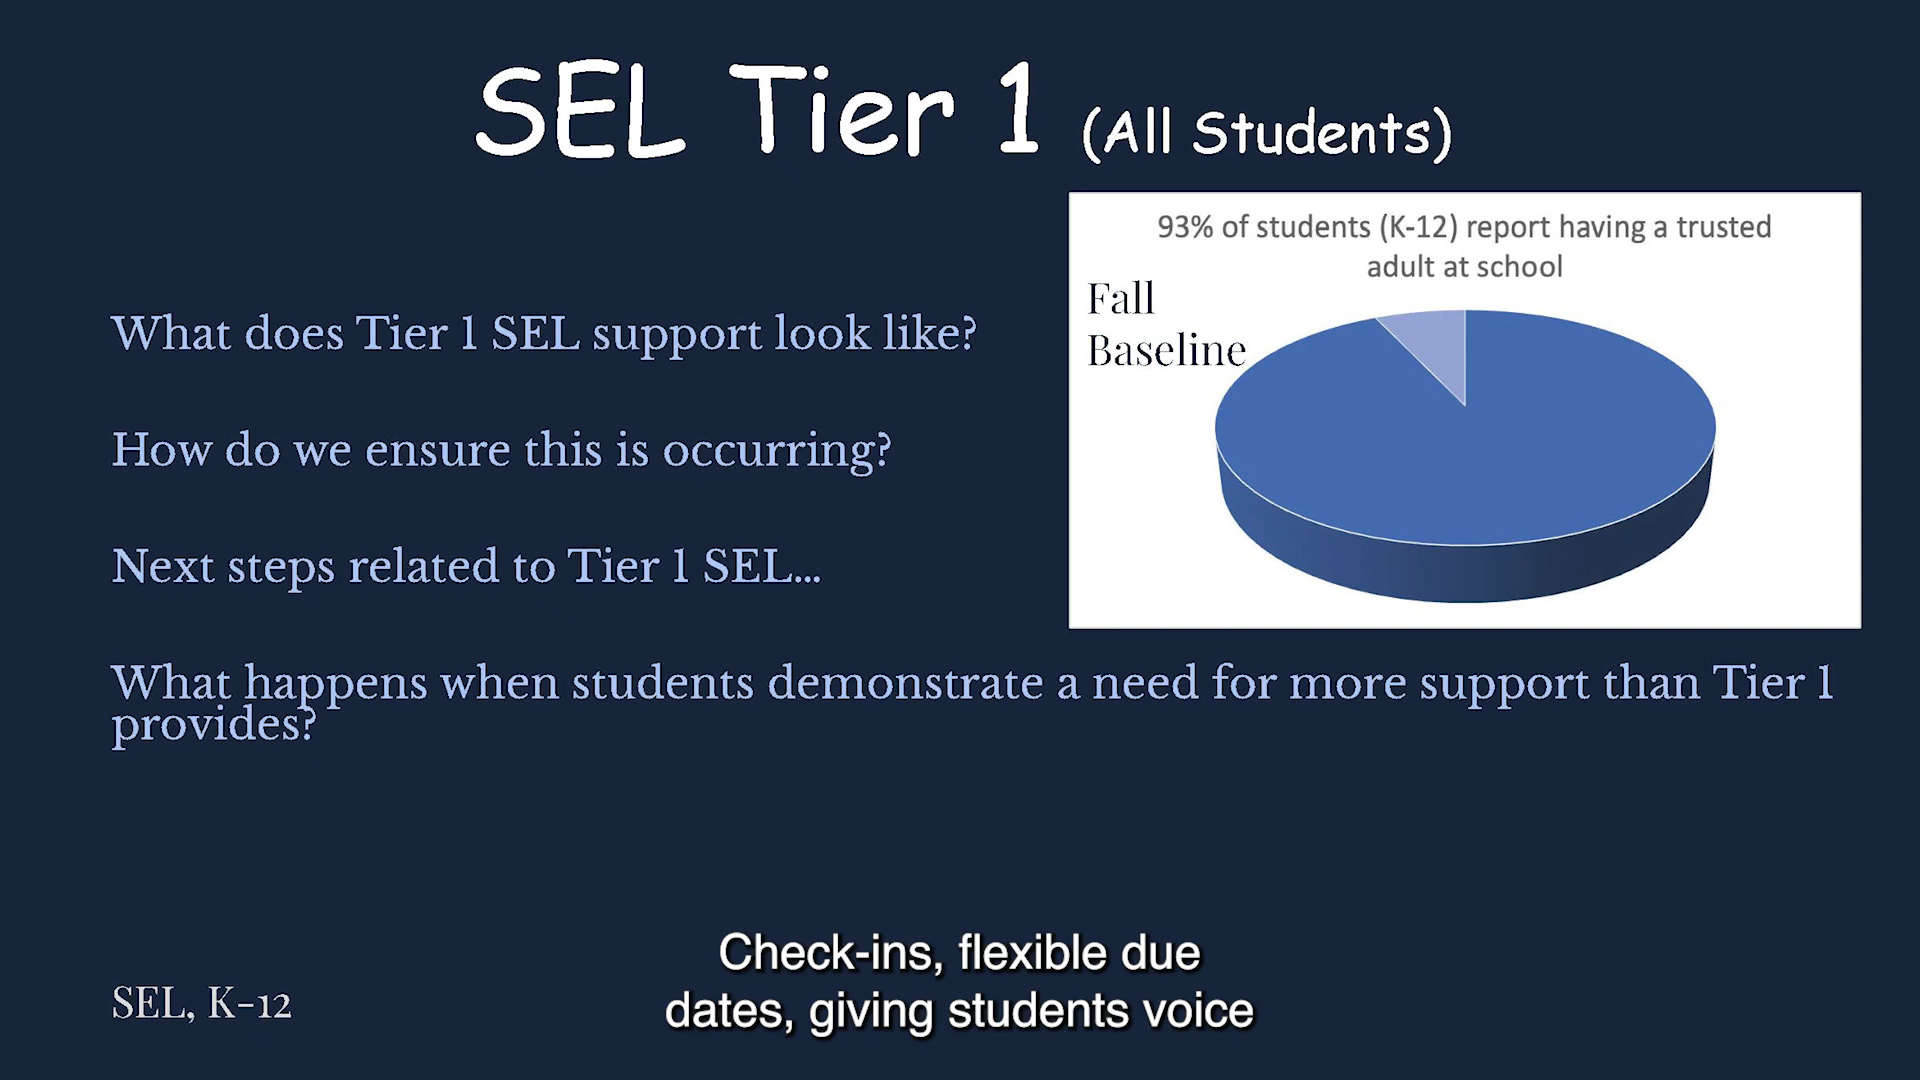 SEL Tier 1 (All Students)
93% of students (K-12) report having a trusted
adult at school
Fall
Baseline
What does Tier 1 SEL support look like?
How do we ensure this is occurring?
Next steps related to Tier 1 SEL...
What happens when students demonstrate a need for more support than Tier 1
provides?
Check-ins, flexible due
dates, giving students voice
SEL, K-12